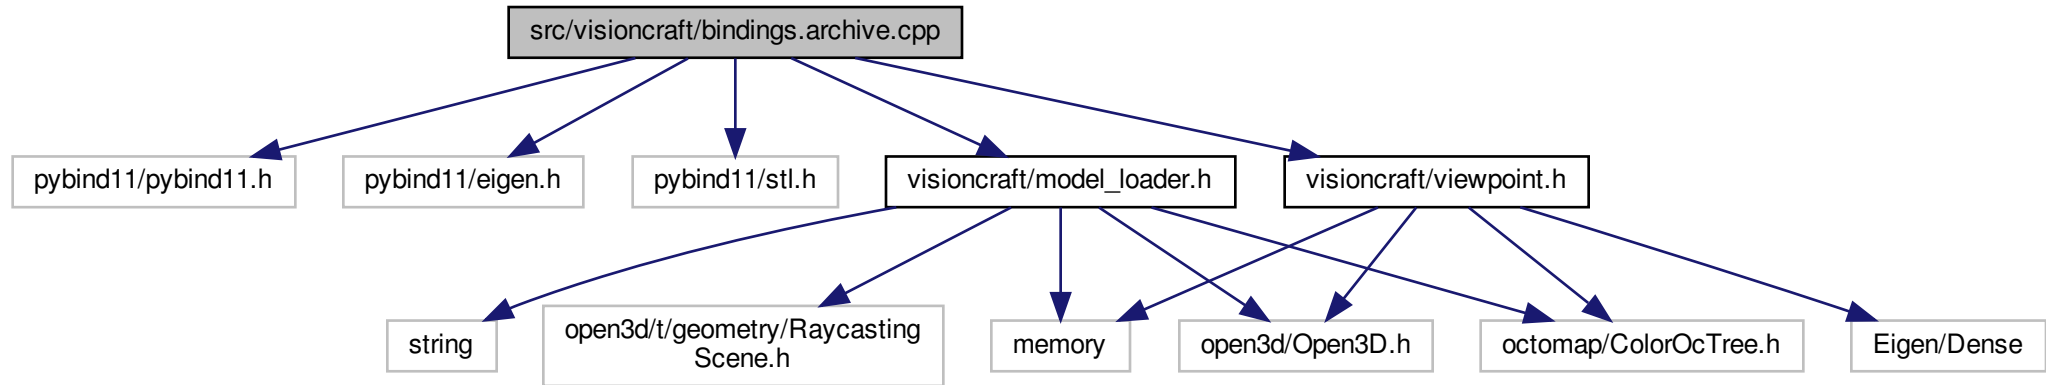 src/visioncraft/bindings.archive.cpp
pybind11/pybind11.h
pybind11/eigen.h
pybind11/stl.h
visioncraft/model_loader.h
visioncraft/viewpoint.h
string
open3d/t/geometry/Raycasting
Scene.h
memory
open3d/Open3D.h
octomap/ColorOcTree.h
Eigen/Dense